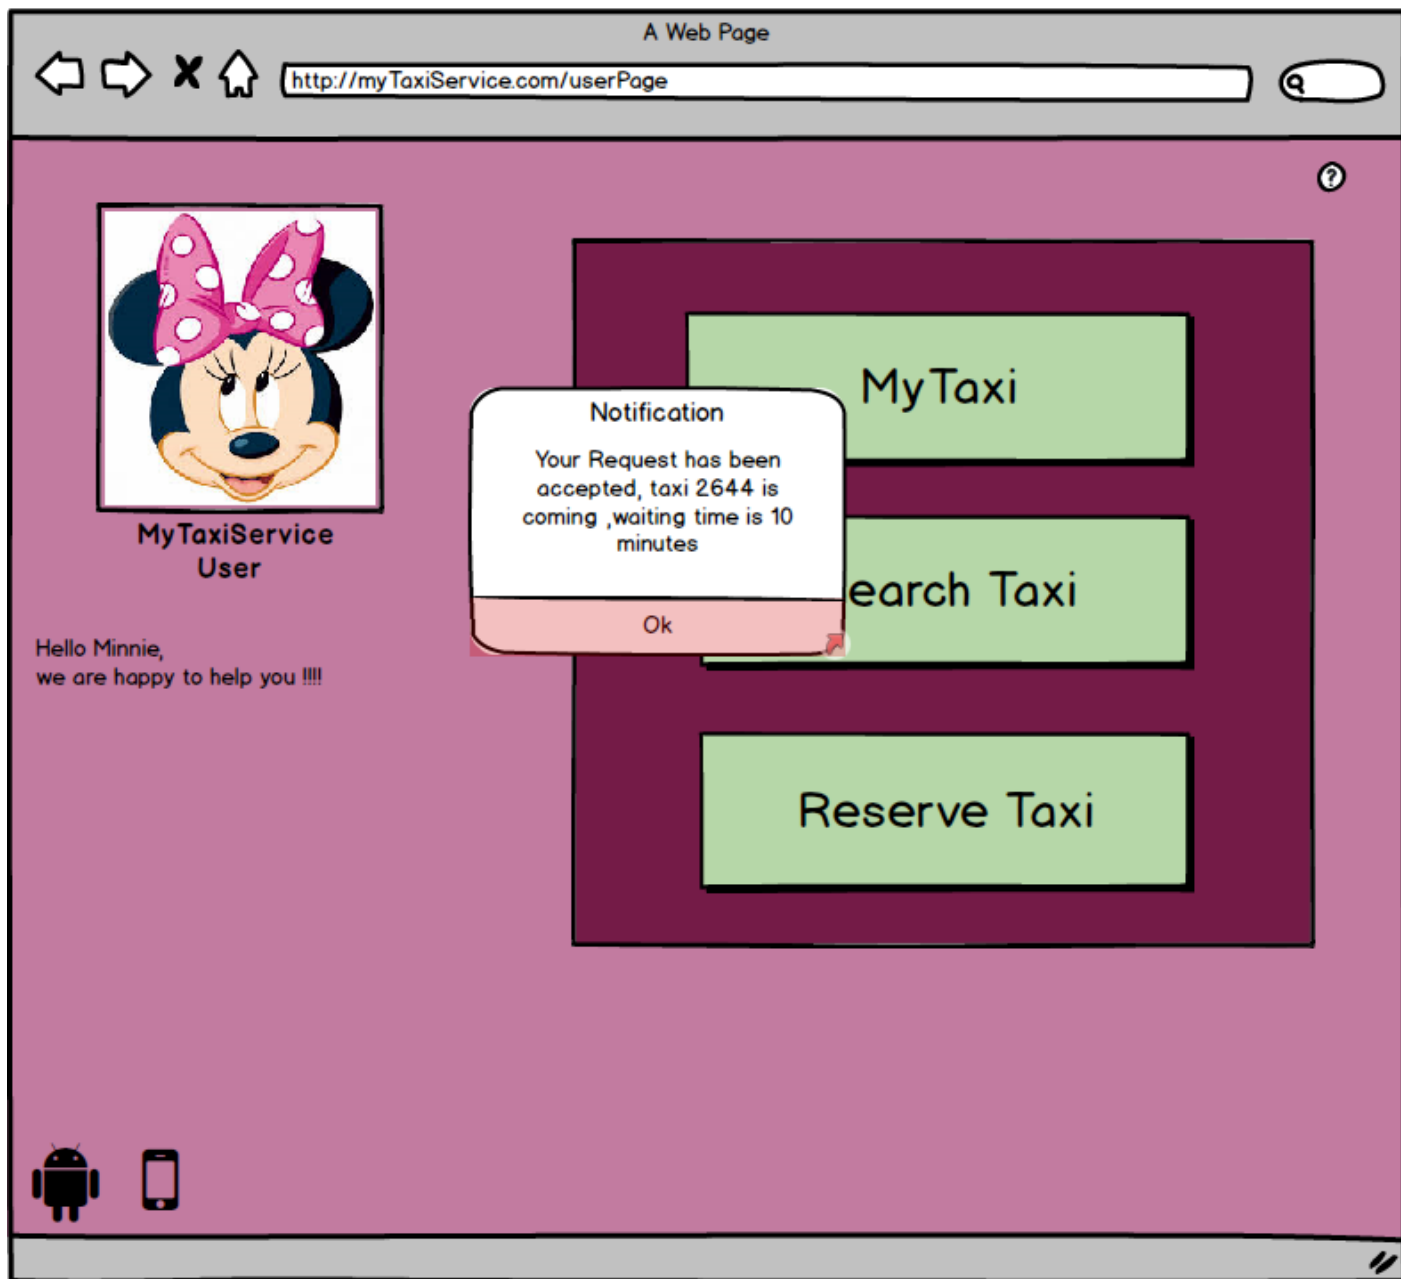 A Web Page
http://myTaxiService.com/userPage
?
MyTaxi
Notification
Your Request has been
accepted, taxi 2644 is
coming ,waiting time is 10
minutes
Ok
earch Taxi
Reserve Taxi
MyTaxiService
User
Hello Minnie,
we are happy to help you !!!!